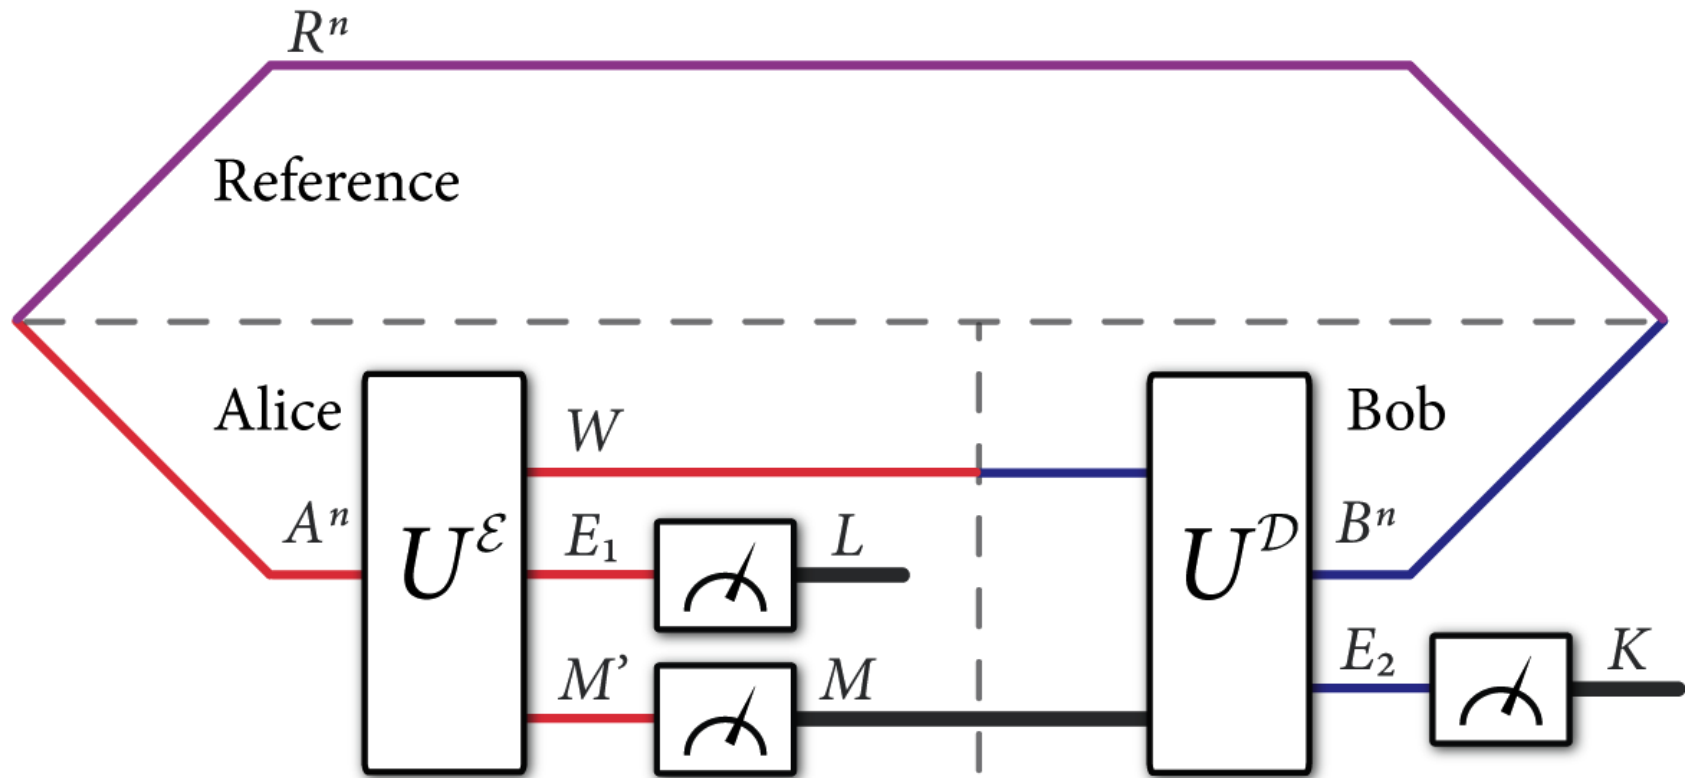 Rⁿ
Reference
Alice
W
Bob
Aⁿ
U^ℰ
E₁
L
U^𝒟
Bⁿ
M’
M
E₂
K